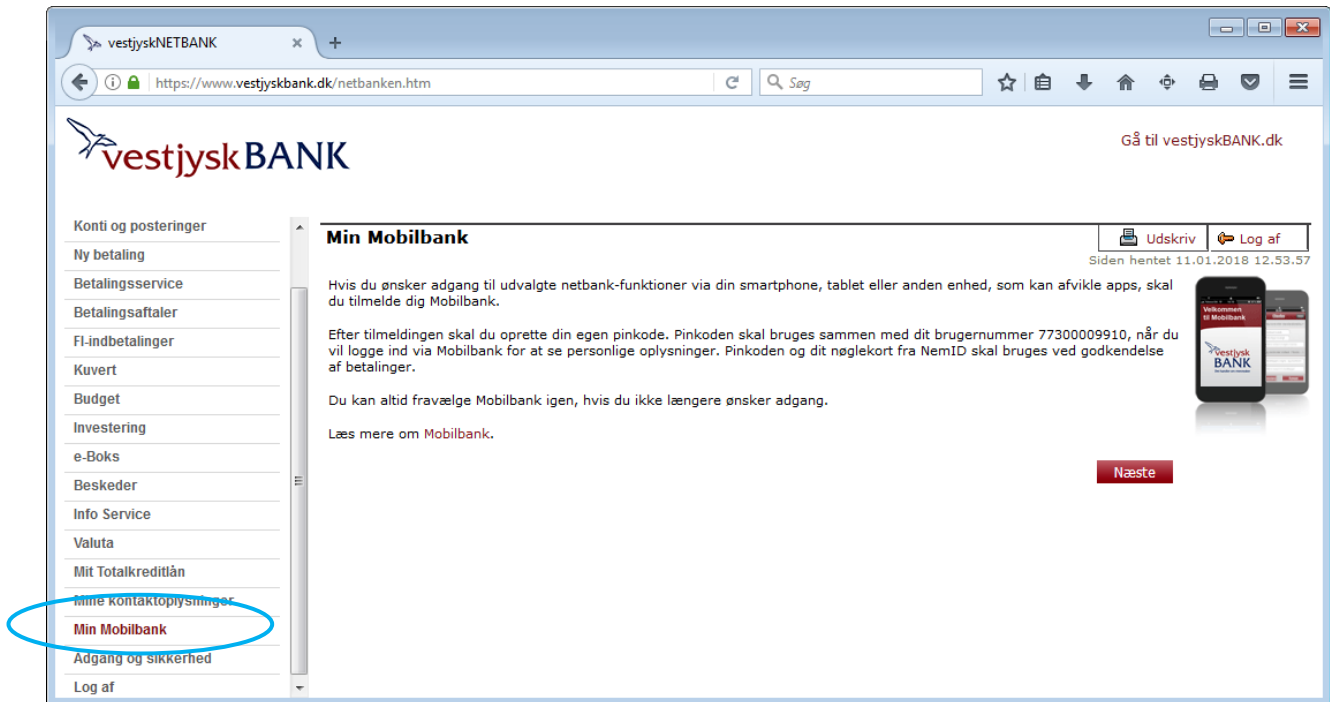 vestjyskNETBANK
https://www.vestjyskbank.dk/netbanken.htm
Søg
vestjyskBANK
Gå til vestjyskBANK.dk
Konti og posteringer
Ny betaling
Betalingsservice
Betalingsaftaler
FI-indbetalinger
Kuvert
Budget
Investering
e-Boks
Beskeder
Info Service
Valuta
Mit Totalkreditlån
Mine kontaktoplysninger
Min Mobilbank
Adgang og sikkerhed
Log af
Min Mobilbank
Udskriv
Log af
Siden hentet 11.01.2018 12.53.57
Hvis du ønsker adgang til udvalgte netbank-funktioner via din smartphone, tablet eller anden enhed, som kan afvikle apps, skal
du tilmelde dig Mobilbank.
Efter tilmeldingen skal du oprette din egen pinkode. Pinkoden skal bruges sammen med dit brugernummer 77300009910, når du
vil logge ind via Mobilbank for at se personlige oplysninger. Pinkoden og dit nøglekort fra NemID skal bruges ved godkendelse
af betalinger.
Du kan altid fravælge Mobilbank igen, hvis du ikke længere ønsker adgang.
Læs mere om Mobilbank.
Velkommen
til Mobilbank
Vestjysk
BANK
Næste